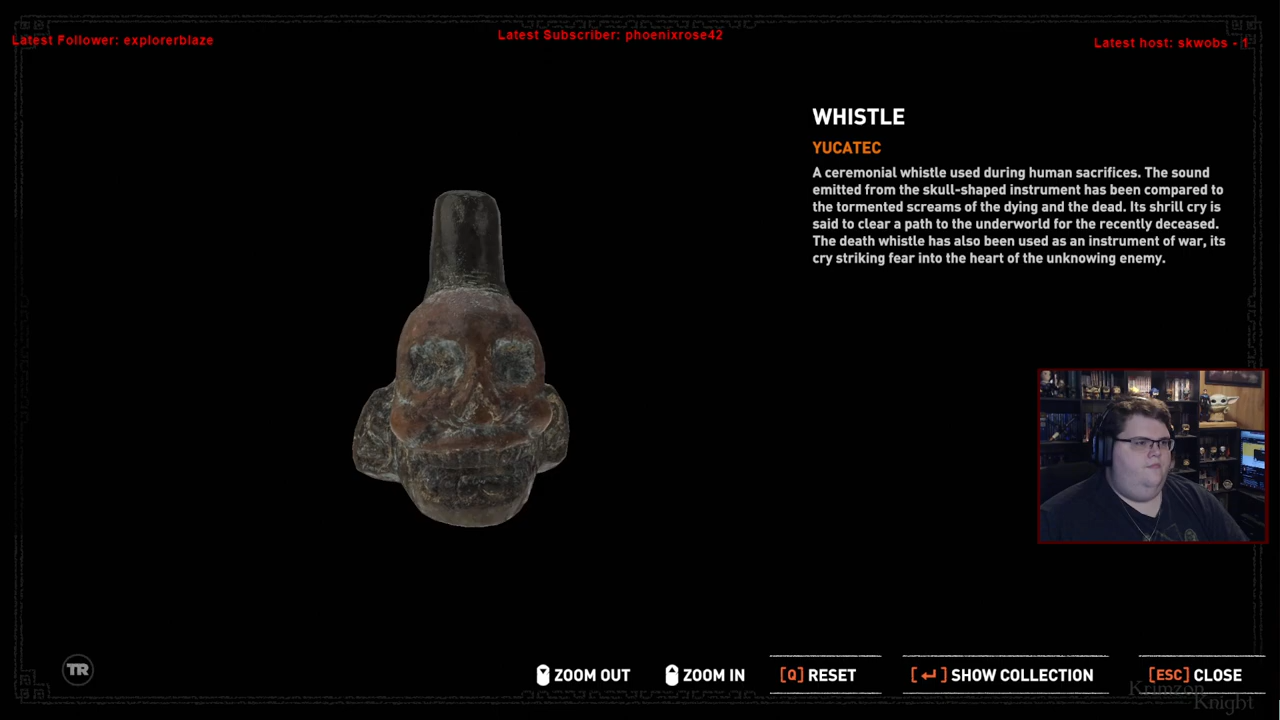 Latest Follower: explorerblaze
Latest Subscriber: phoenixrose42
Latest host: skwobs - 1
WHISTLE
YUCATEC
A ceremonial whistle used during human sacrifices. The sound
emitted from the skull-shaped instrument has been compared to
the tormented screams of the dying and the dead. Its shrill cry is
said to clear a path to the underworld for the recently deceased.
The death whistle has also been used as an instrument of war, its
cry striking fear into the heart of the unknowing enemy.
TR
ZOOM OUT
ZOOM IN
[Q] RESET
[↵] SHOW COLLECTION
[ESC] CLOSE
Krimzon
Knight